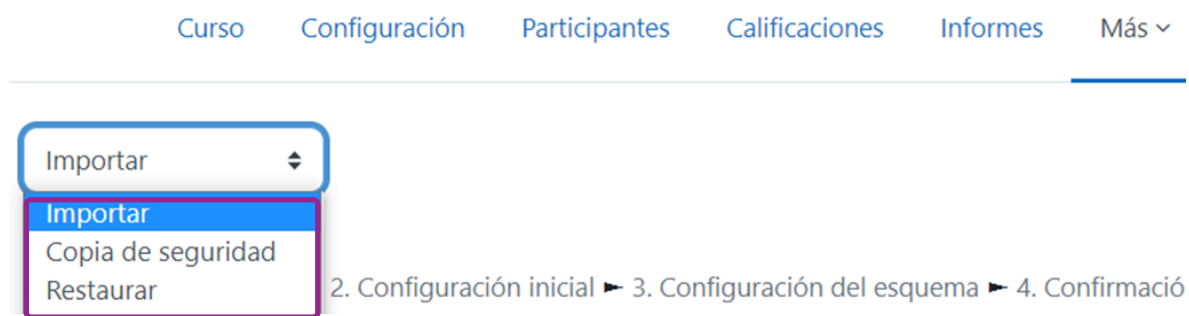 Curso Configuración Participantes Calificaciones Informes Más
Importar
Importar
Copia de seguridad
Restaurar
2. Configuración inicial ► 3. Configuración del esquema ► 4. Confirmació